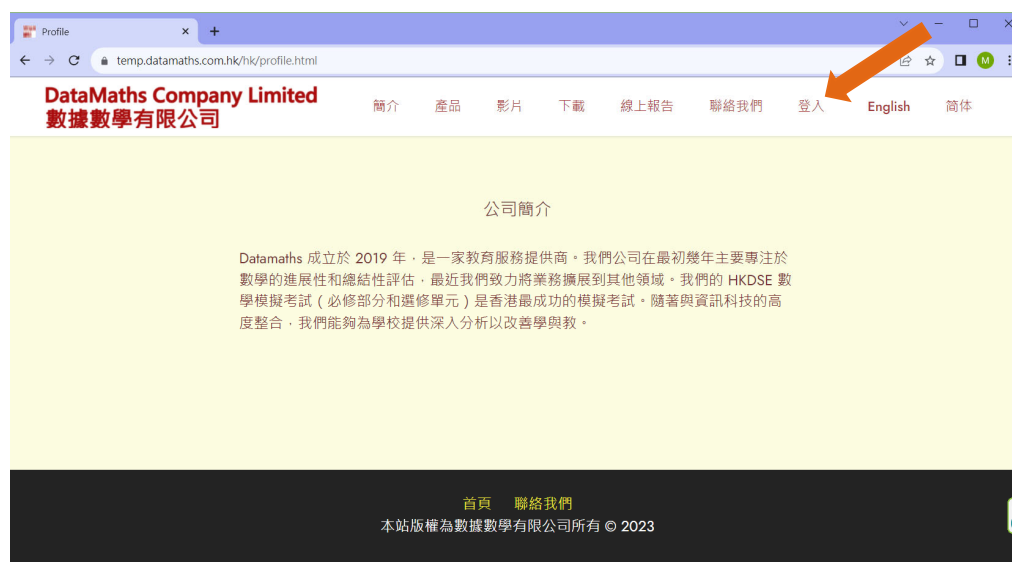 Profile
temp.datamaths.com.hk/hk/profile.html
M
DataMaths Company Limited
數據數學有限公司
簡介 產品 影片 下載 線上報告 聯絡我們 登入 English 简体
公司簡介
Datamaths 成立於 2019 年，是一家教育服務提供商。我們公司在最初幾年主要專注於
數學的進展性和總結性評估，最近我們致力將業務擴展到其他領域。我們的 HKDSE 數
學模擬考試（必修部分和選修單元）是香港最成功的模擬考試。隨著與資訊科技的高
度整合，我們能夠為學校提供深入分析以改善學與教。
首頁 聯絡我們
本站版權為數據數學有限公司所有 © 2023